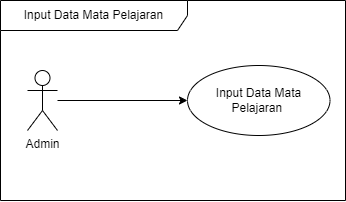 Input Data Mata Pelajaran
Input Data Mata
Pelajaran
Admin